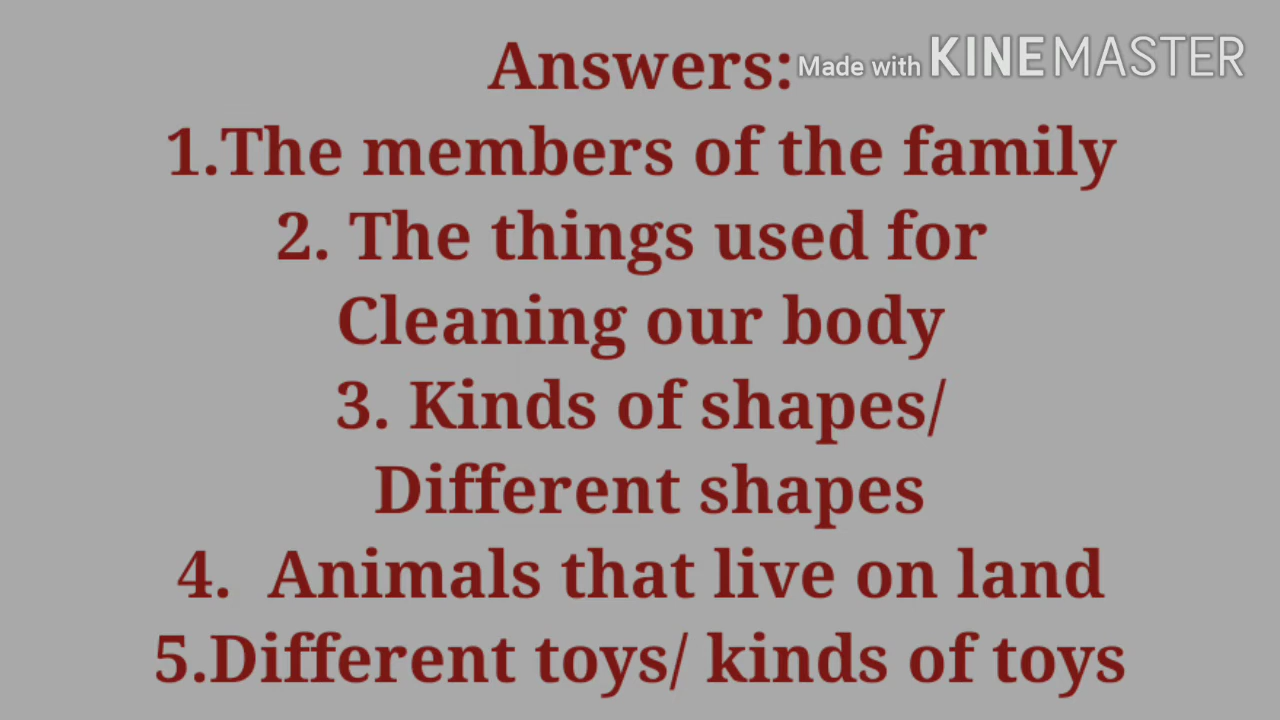 Answers:
Made with KINEMASTER
1.The members of the family
2. The things used for
Cleaning our body
3. Kinds of shapes/
Different shapes
4. Animals that live on land
5.Different toys/ kinds of toys